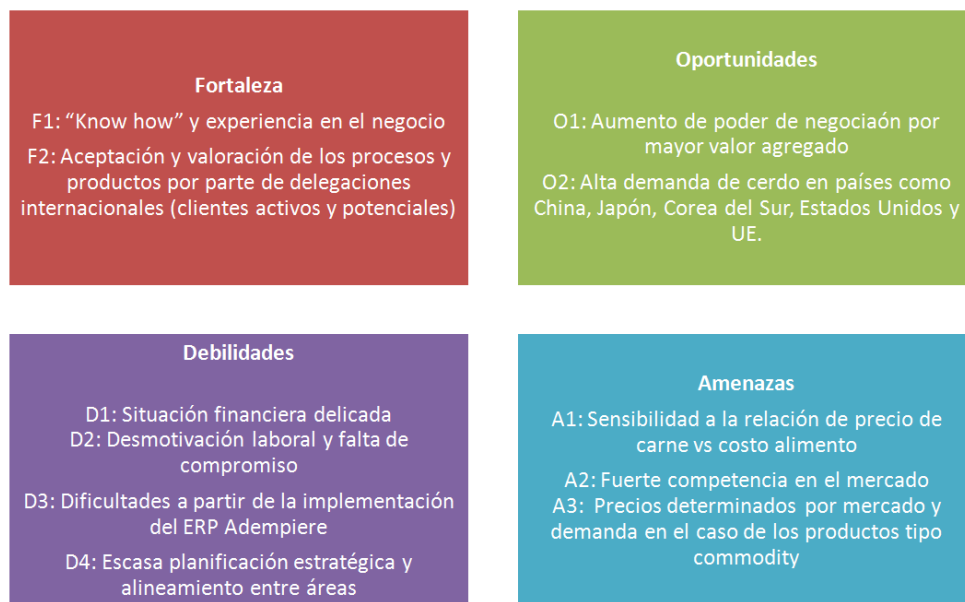 Fortaleza
F1: “Know how” y experiencia en el negocio
F2: Aceptación y valoración de los procesos y
productos por parte de delegaciones
internacionales (clientes activos y potenciales)
Oportunidades
O1: Aumento de poder de negociaón por
mayor valor agregado
O2: Alta demanda de cerdo en países como
China, Japón, Corea del Sur, Estados Unidos y
UE.
Debilidades
D1: Situación financiera delicada
D2: Desmotivación laboral y falta de
compromiso
D3: Dificultades a partir de la implementación
del ERP Adempiere
D4: Escasa planificación estratégica y
alineamiento entre áreas
Amenazas
A1: Sensibilidad a la relación de precio de
carne vs costo alimento
A2: Fuerte competencia en el mercado
A3: Precios determinados por mercado y
demanda en el caso de los productos tipo
commodity